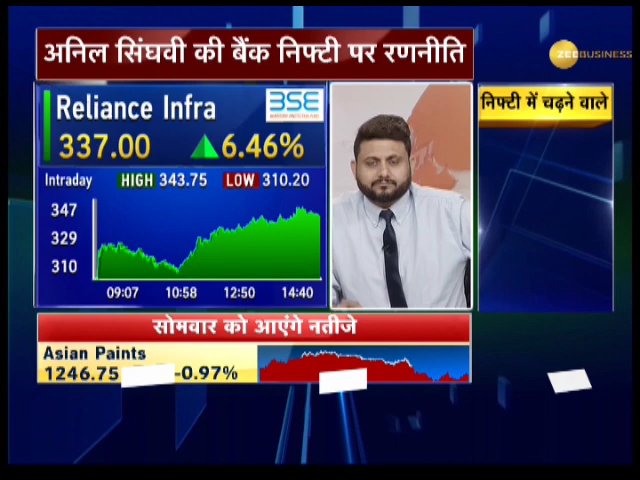 अनिल सिंघवी की बैंक निफ्टी पर रणनीति
ZEE BUSINESS
Reliance Infra
BSE
337.00 6.46%
Intraday HIGH 343.75 LOW 310.20
347
329
310
09:07 10:58 12:50 14:40
निफ्टी में चढ़ने वाले
सोमवार को आएंगे नतीजे
Asian Paints
1246.75 -0.97%